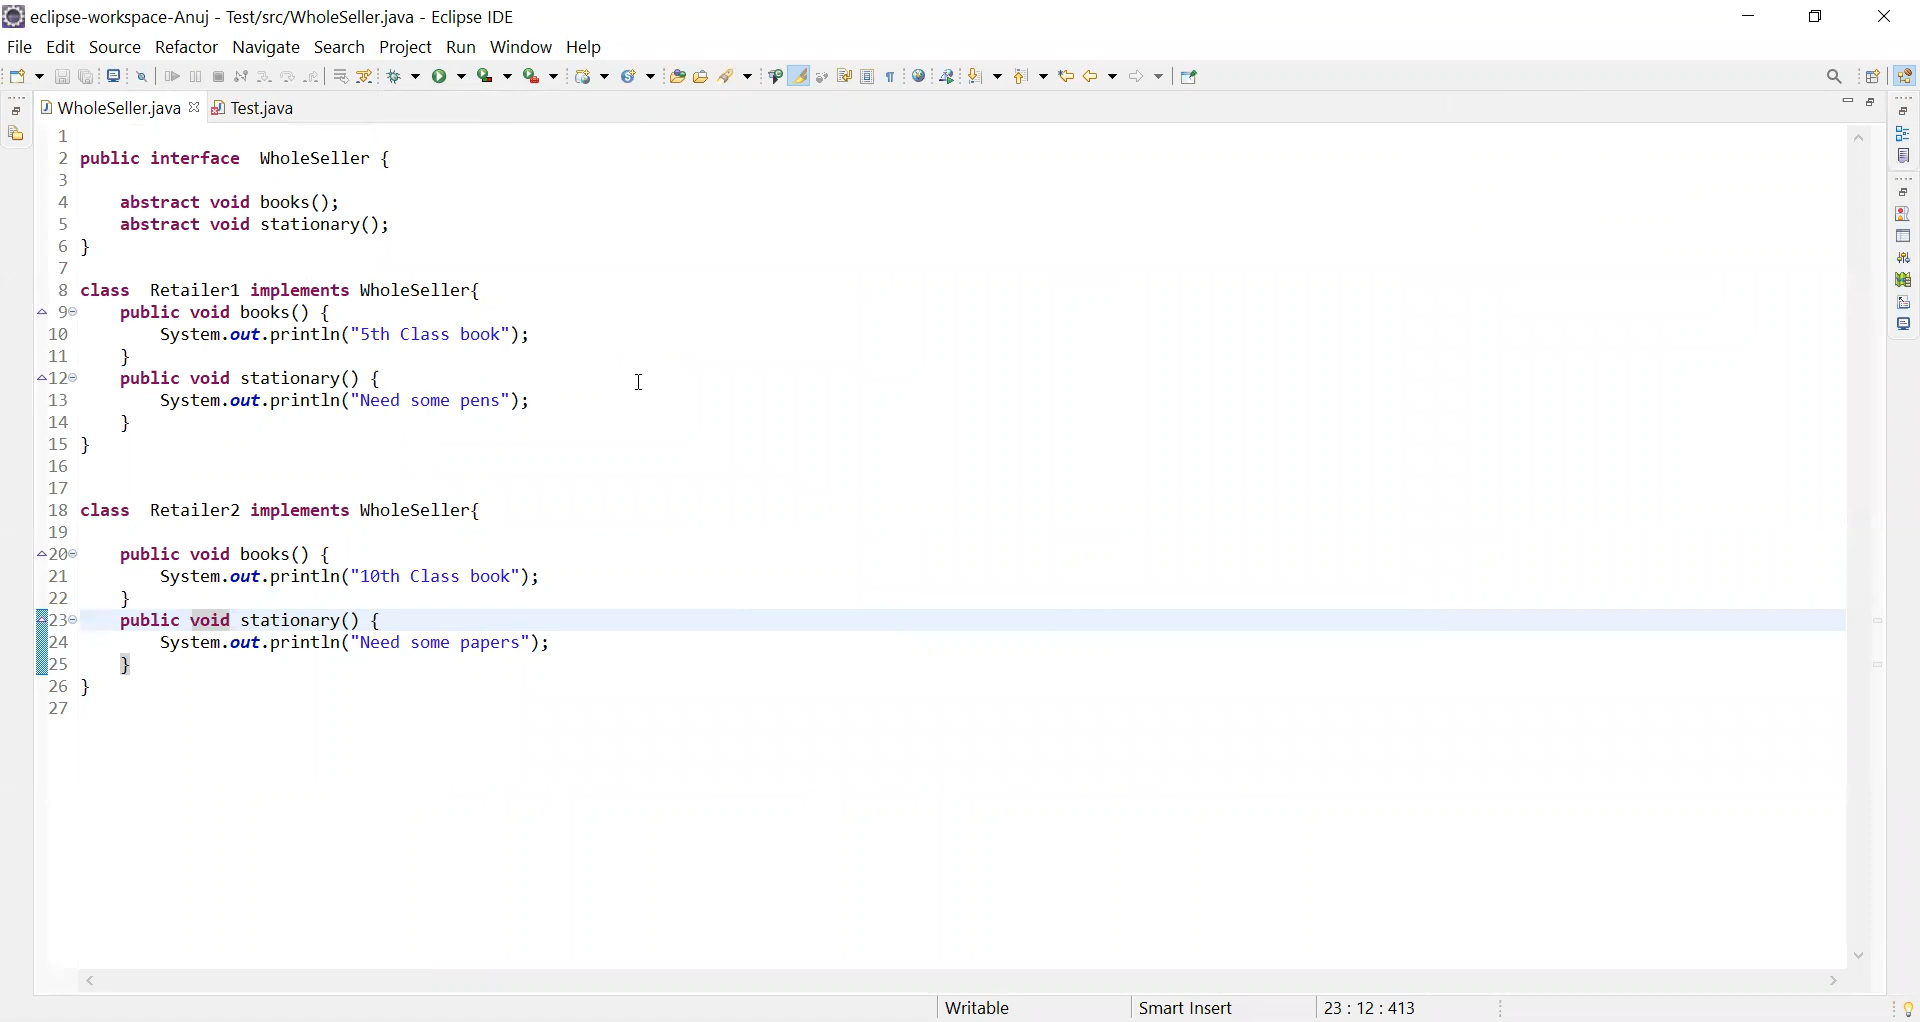 eclipse-workspace-Anuj - Test/src/WholeSeller.java - Eclipse IDE
File Edit Source Refactor Navigate Search Project Run Window Help
WholeSeller.java Test.java
1
2 public interface  WholeSeller {
3
4     abstract void books();
5     abstract void stationary();
6 }
7
8 class  Retailer1 implements WholeSeller{
9     public void books() {
10         System.out.println("5th Class book");
11     }
12     public void stationary() {
13         System.out.println("Need some pens");
14     }
15 }
16
17
18 class  Retailer2 implements WholeSeller{
19
20     public void books() {
21         System.out.println("10th Class book");
22     }
23     public void stationary() {
24         System.out.println("Need some papers");
25     }
26 }
27
Writable Smart Insert 23 : 12 : 413